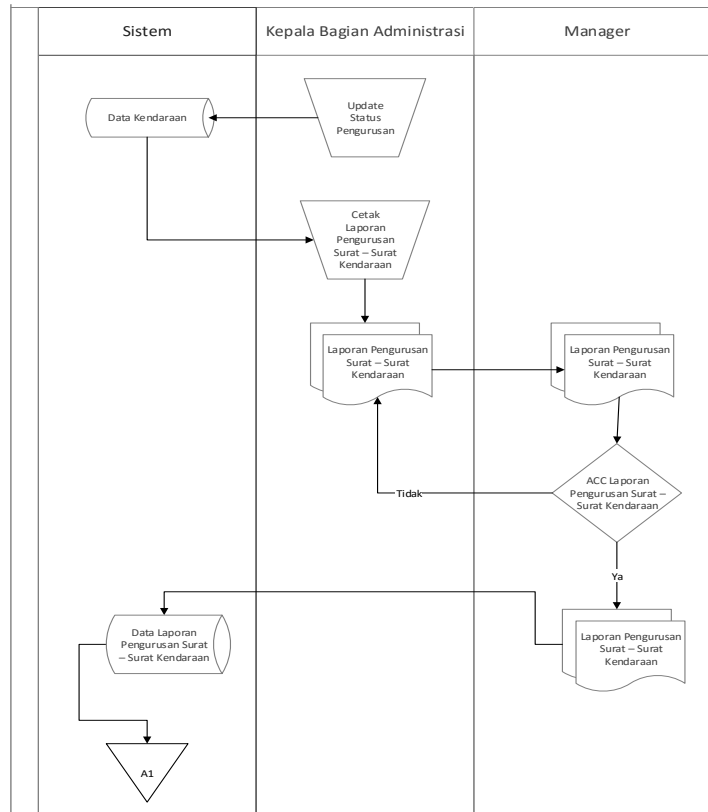 Sistem
Kepala Bagian Administrasi
Manager
Data Kendaraan
Update
Status
Pengurusan
Cetak
Laporan
Pengurusan
Surat – Surat
Kendaraan
Laporan Pengurusan
Surat – Surat
Kendaraan
Laporan Pengurusan
Surat – Surat
Kendaraan
ACC Laporan
Pengurusan Surat –
Surat Kendaraan
Tidak
Ya
Data Laporan
Pengurusan Surat
– Surat Kendaraan
Laporan Pengurusan
Surat – Surat
Kendaraan
A1